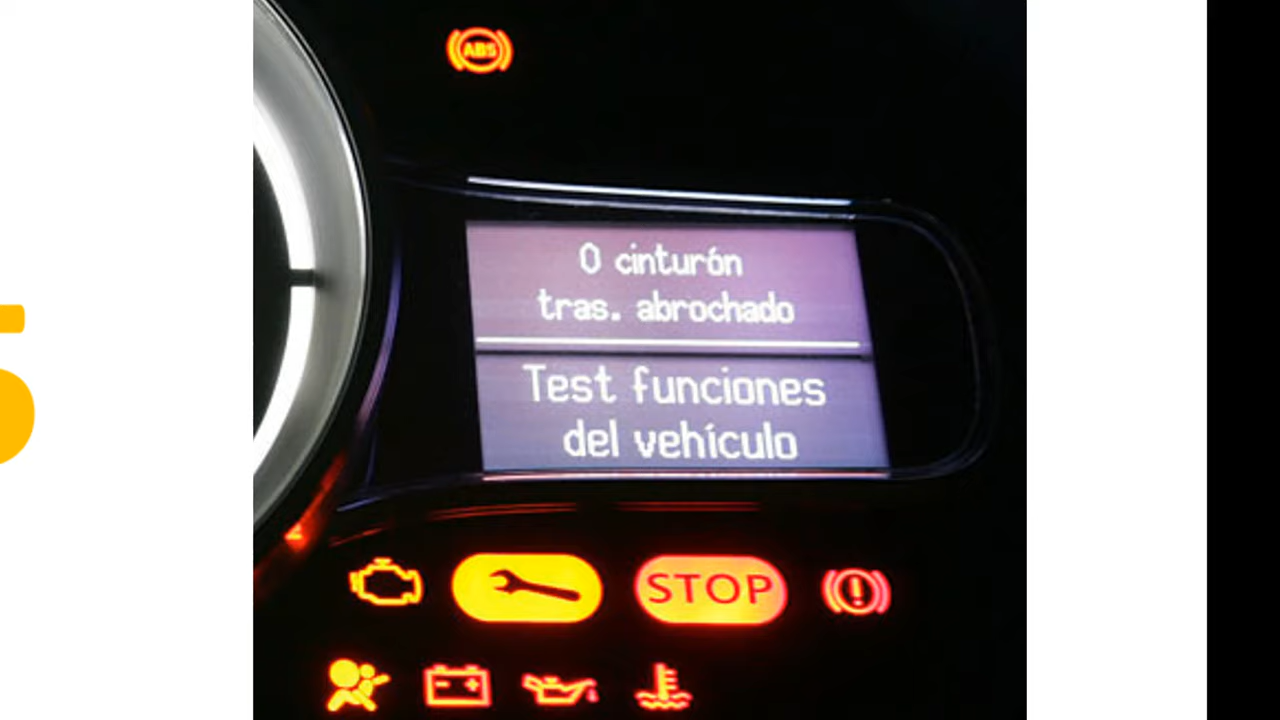 ABS
0 cinturón
tras. abrochado
Test funciones
del vehículo
STOP